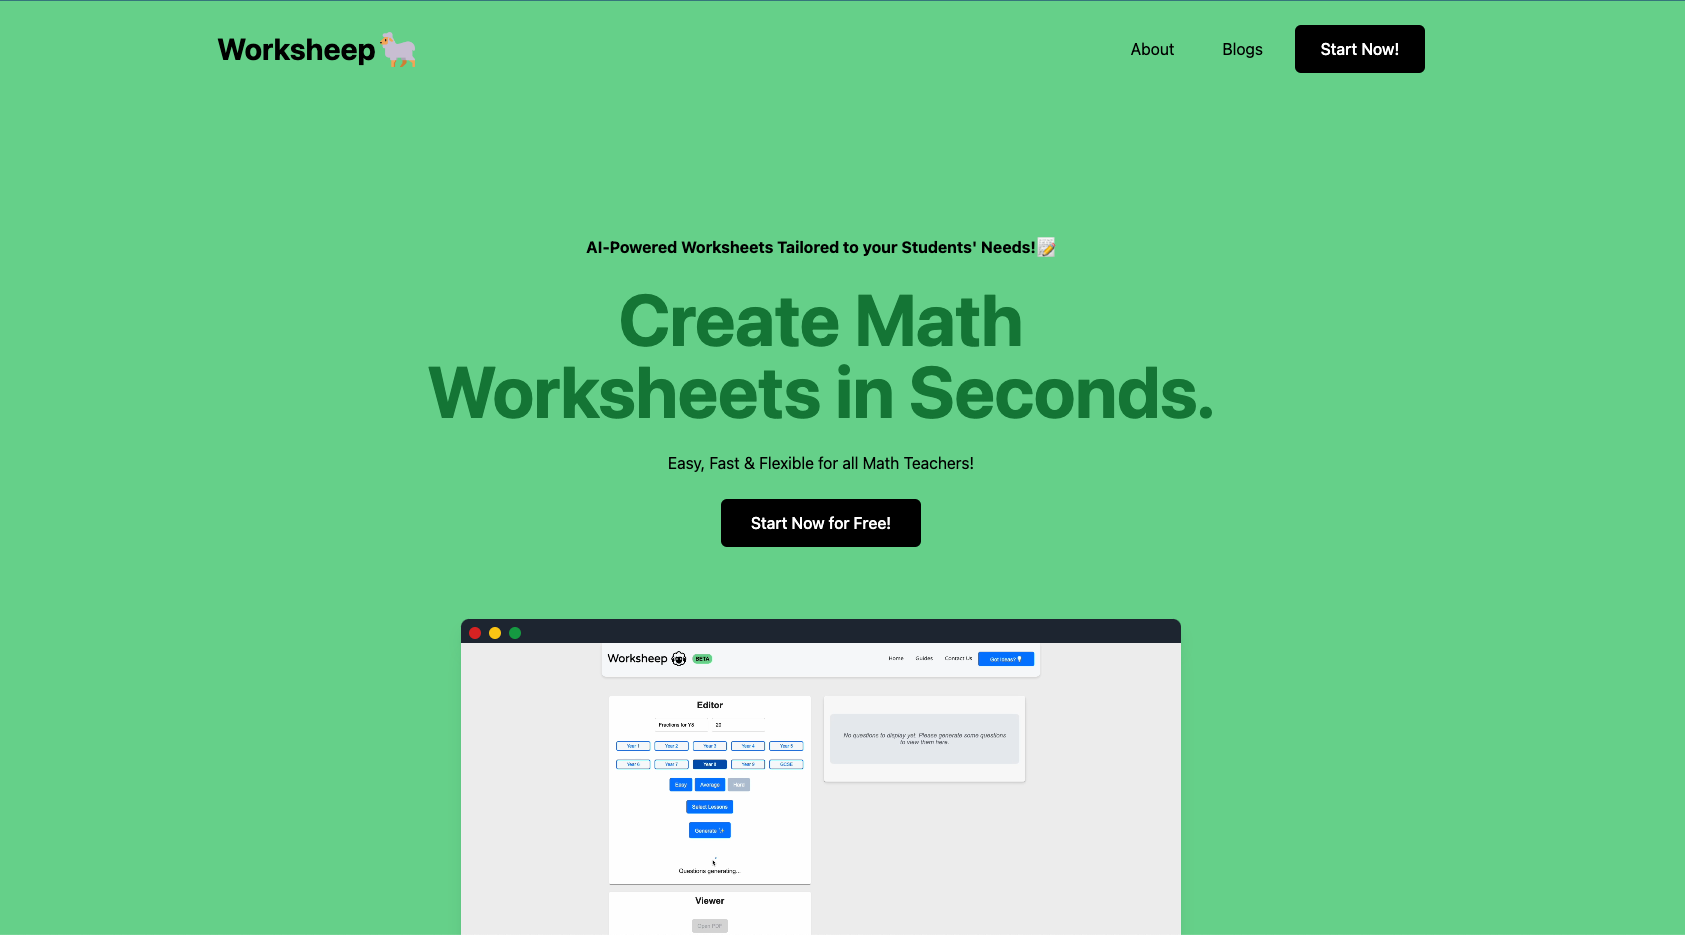 Worksheep
About
Blogs
Start Now!
AI-Powered Worksheets Tailored to your Students' Needs!
Create Math
Worksheets in Seconds.
Easy, Fast & Flexible for all Math Teachers!
Start Now for Free!
Worksheep BETA
Home
Guides
Contact Us
Got ideas?
Editor
Fractions for Y8
20
Year 1
Year 2
Year 3
Year 4
Year 5
Year 6
Year 7
Year 8
Year 9
GCSE
Easy
Average
Hard
Select Lessons
Generate
Questions generating...
No questions to display yet. Please generate some questions
to view them here.
Viewer
Open PDF